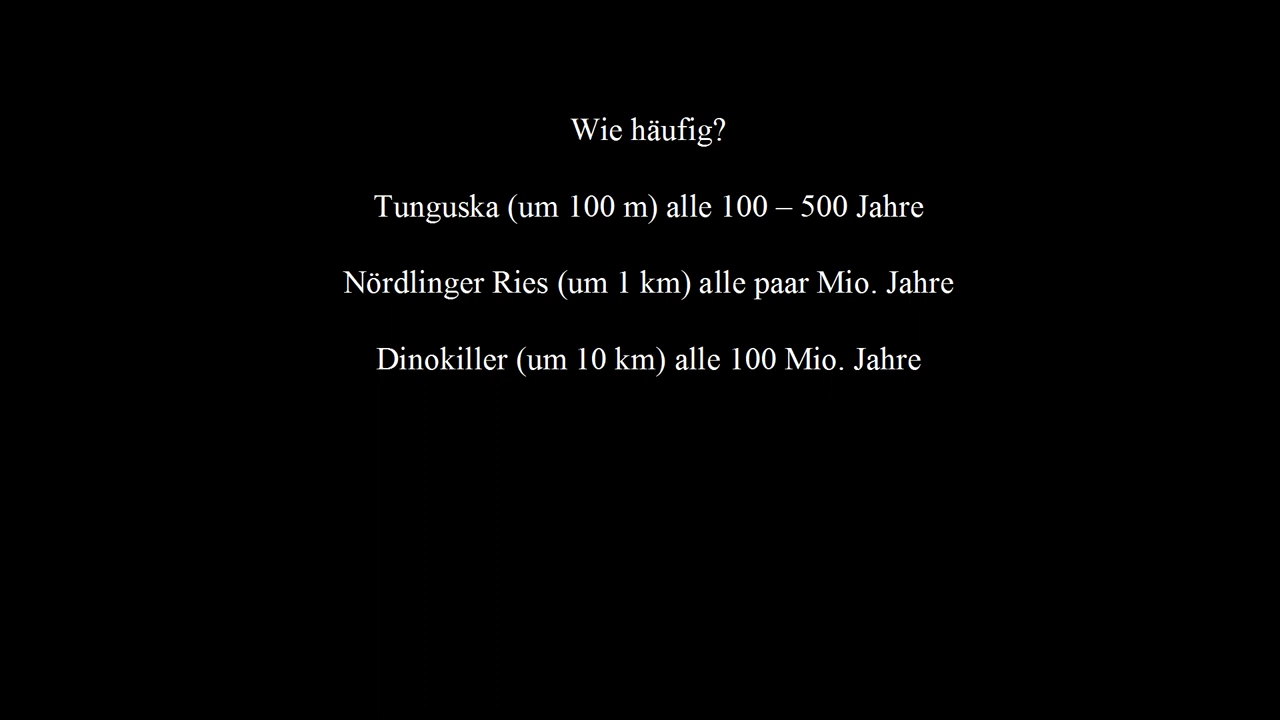 Wie häufig?
Tunguska (um 100 m) alle 100 – 500 Jahre
Nördlinger Ries (um 1 km) alle paar Mio. Jahre
Dinokiller (um 10 km) alle 100 Mio. Jahre